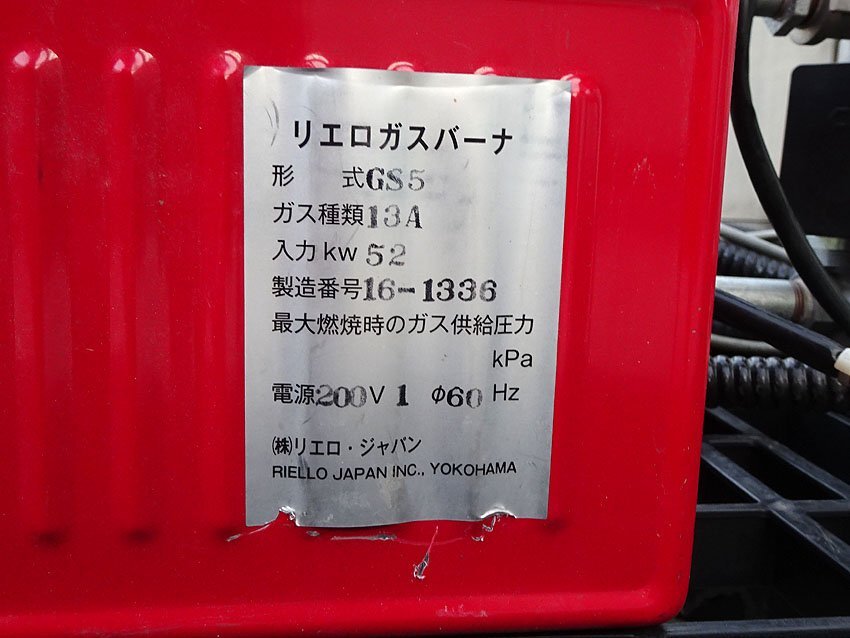 リエロガスバーナ
形 式GS5
ガス種類13A
入力kw52
製造番号16-1336
最大燃焼時のガス供給圧力
kPa
電源200V 1 φ60 Hz
㈱リエロ・ジャパン
RIELLO JAPAN INC., YOKOHAMA